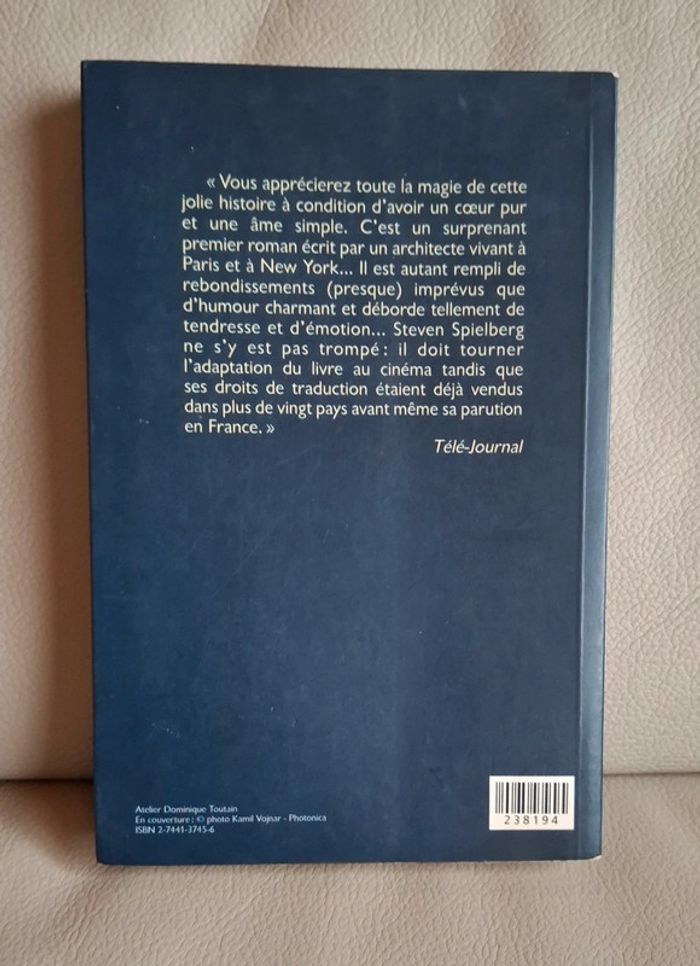 « Vous apprécierez toute la magie de cette
jolie histoire à condition d'avoir un cœur pur
et une âme simple. C'est un surprenant
premier roman écrit par un architecte vivant à
Paris et à New York... Il est autant rempli de
rebondissements (presque) imprévus que
d'humour charmant et déborde tellement de
tendresse et d'émotion... Steven Spielberg
ne s'y est pas trompé : il doit tourner
l'adaptation du livre au cinéma tandis que
ses droits de traduction étaient déjà vendus
dans plus de vingt pays avant même sa parution
en France. »
Télé-Journal
Atelier Dominique Toutain
En couverture : © photo Kamil Vojnar - Photonica
ISBN 2-7441-3745-6
238194